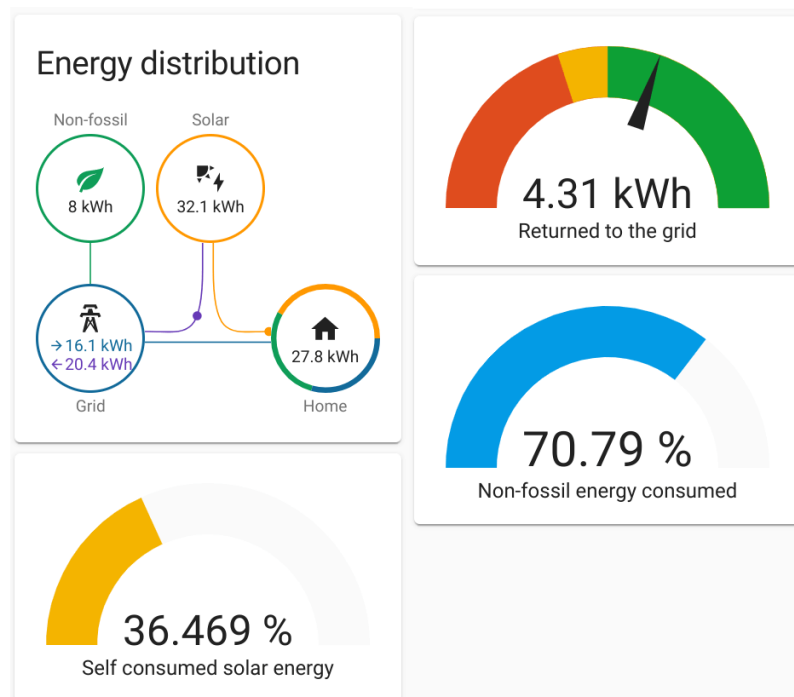 Energy distribution
Non-fossil
Solar
8 kWh
32.1 kWh
→16.1 kWh
←20.4 kWh
27.8 kWh
Grid
Home
36.469 %
Self consumed solar energy
4.31 kWh
Returned to the grid
70.79 %
Non-fossil energy consumed